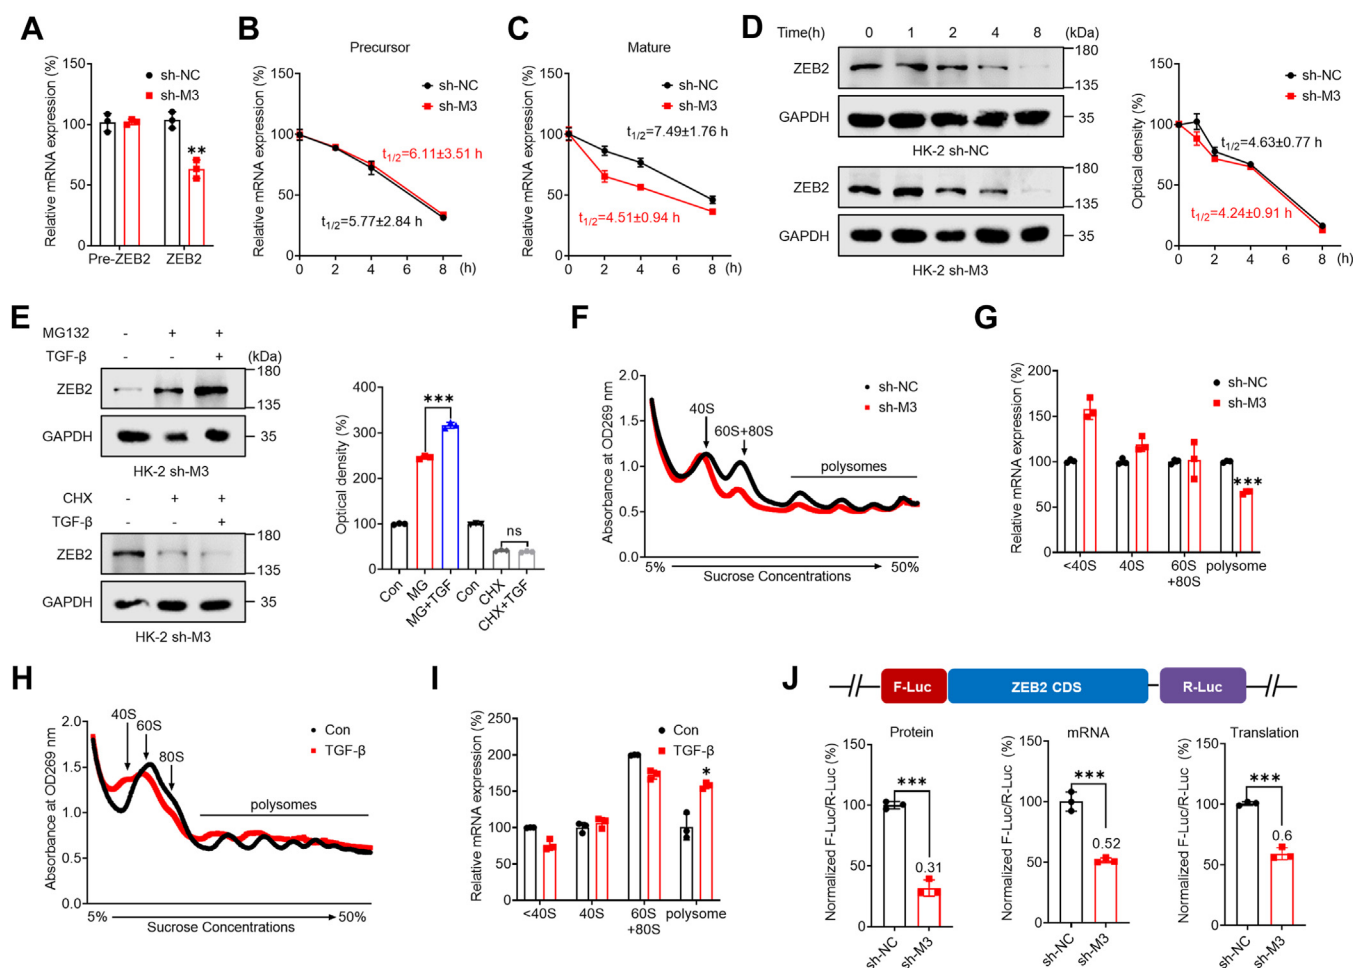 A
Relative mRNA expression (%)
150
100
50
0
sh-NC
sh-M3
**
Pre-ZEB2
ZEB2
B
Precursor
Relative mRNA expression (%)
150
100
50
0
sh-NC
sh-M3
t1/2=6.11±3.51 h
t1/2=5.77±2.84 h
0
2
4
6
8
(h)
C
Mature
Relative mRNA expression (%)
150
100
50
0
sh-NC
sh-M3
t1/2=7.49±1.76 h
t1/2=4.51±0.94 h
0
2
4
6
8
(h)
D
Time(h) 0 1 2 4 8 (kDa)
ZEB2
180
135
GAPDH
35
HK-2 sh-NC
ZEB2
180
135
GAPDH
35
HK-2 sh-M3
Optical density (%)
150
100
50
0
sh-NC
sh-M3
t1/2=4.63±0.77 h
t1/2=4.24±0.91 h
0
2
4
6
8
(h)
E
MG132 - + +
TGF-β - - + (kDa)
ZEB2
180
135
GAPDH
35
HK-2 sh-M3
CHX - + +
TGF-β - - +
ZEB2
180
135
GAPDH
35
HK-2 sh-M3
Optical density (%)
400
300
200
100
0
***
ns
Con
MG
MG+TGF
Con
CHX
CHX+TGF
F
Absorbance at OD269 nm
2.0
1.5
1.0
0.5
0.0
sh-NC
sh-M3
40S
60S+80S
polysomes
5% Sucrose Concentrations 50%
G
Relative mRNA expression (%)
200
150
100
50
0
sh-NC
sh-M3
***
<40S
40S
60S
+80S
polysome
H
Absorbance at OD269 nm
2.0
1.5
1.0
0.5
0.0
40S
60S
80S
Con
TGF-β
polysomes
5% Sucrose Concentrations 50%
I
Relative mRNA expression (%)
250
200
150
100
50
0
Con
TGF-β
*
<40S
40S
60S
+80S
polysome
J
F-Luc
ZEB2 CDS
R-Luc
Protein
Normalized F-Luc/R-Luc (%)
150
100
50
0
***
0.31
sh-NC
sh-M3
mRNA
Normalized F-Luc/R-Luc (%)
150
100
50
0
***
0.52
sh-NC
sh-M3
Translation
Normalized F-Luc/R-Luc (%)
150
100
50
0
***
0.6
sh-NC
sh-M3